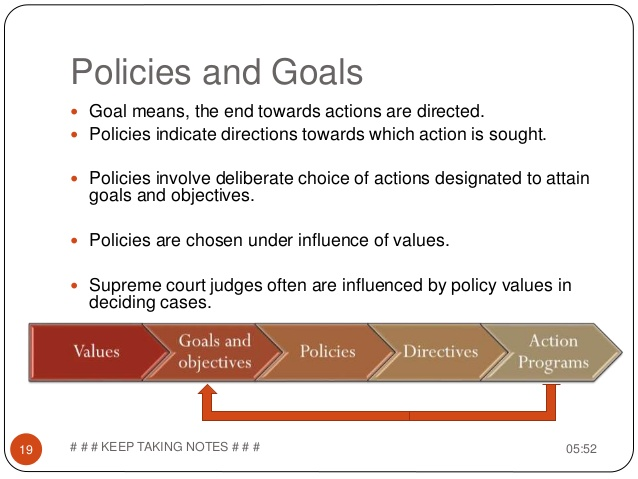 Policies and Goals
• Goal means, the end towards actions are directed.
• Policies indicate directions towards which action is sought.
• Policies involve deliberate choice of actions designated to attain
goals and objectives.
• Policies are chosen under influence of values.
• Supreme court judges often are influenced by policy values in
deciding cases.
Values
Goals and
objectives
Policies
Directives
Action
Programs
19
# # # KEEP TAKING NOTES # # #
05:52